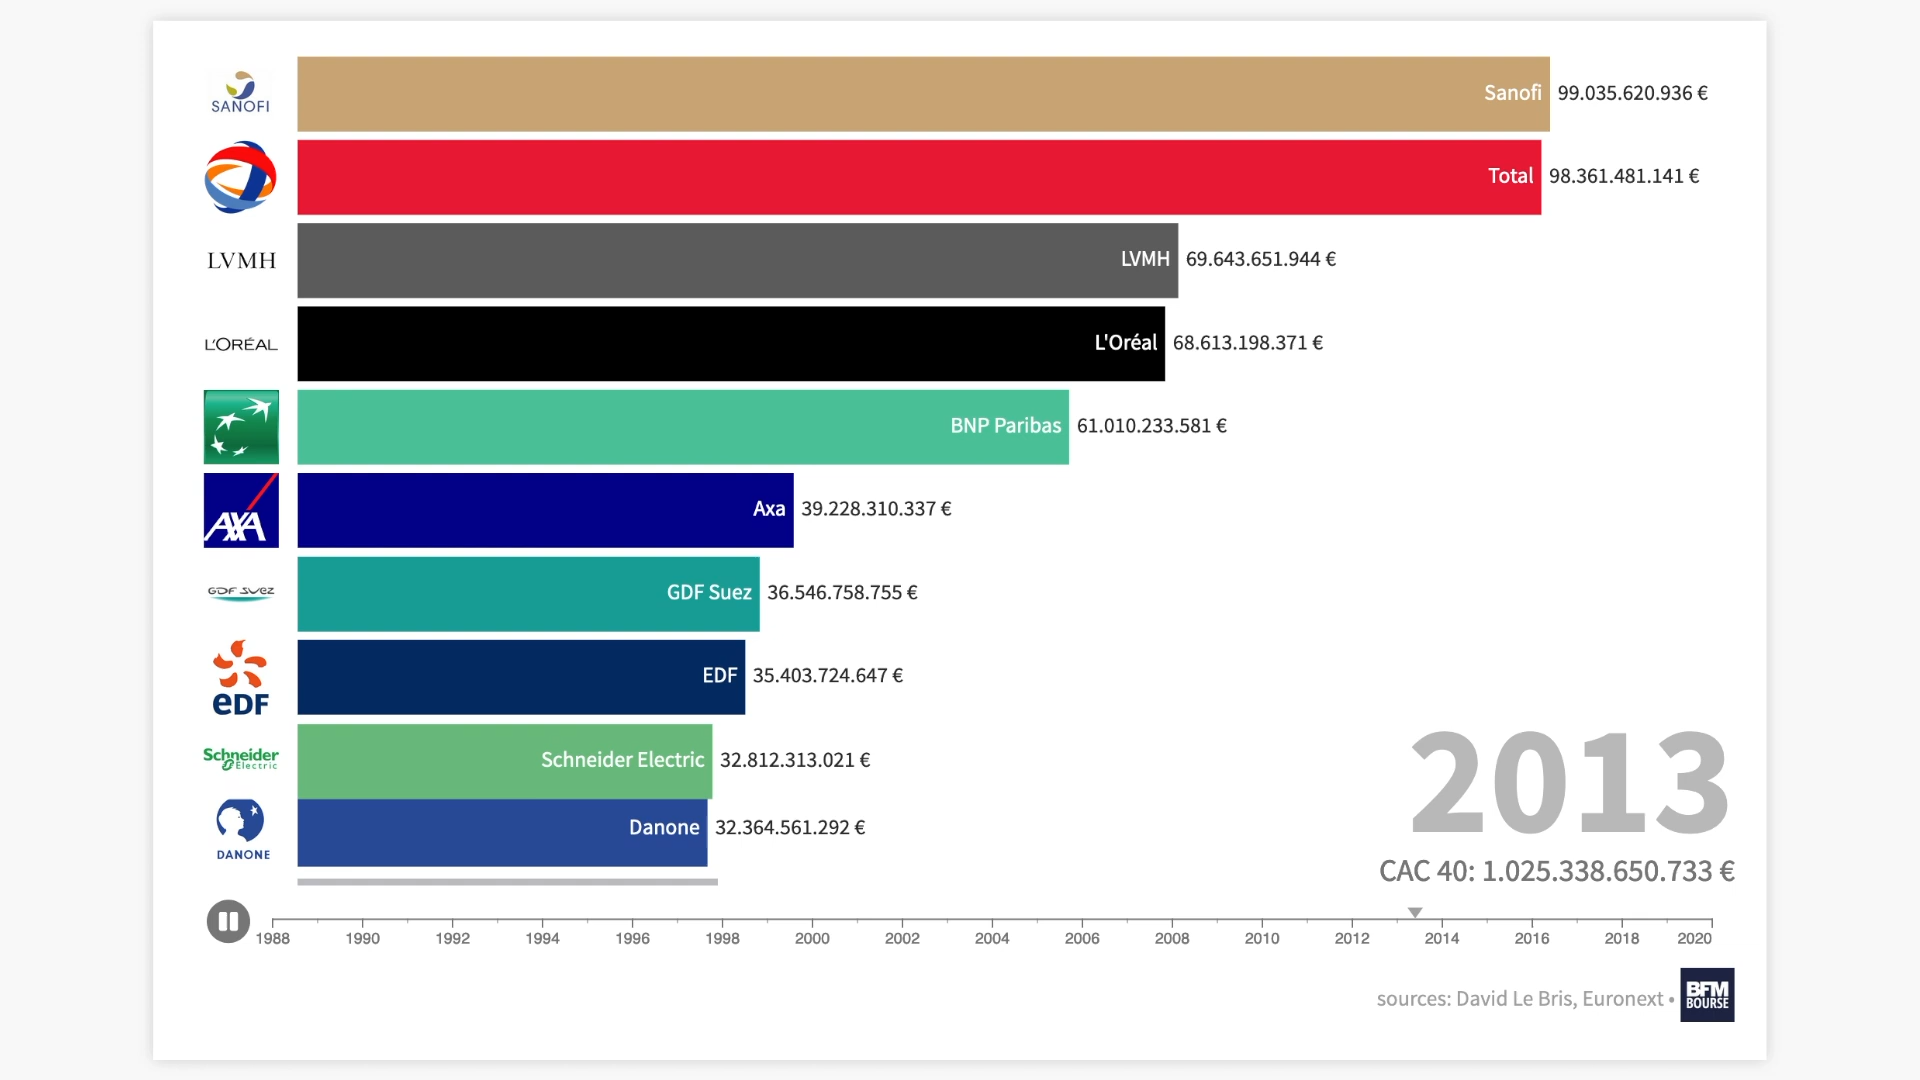 SANOFI
Sanofi 99.035.620.936 €
Total 98.361.481.141 €
LVMH
LVMH 69.643.651.944 €
L'ORÉAL
L'Oréal 68.613.198.371 €
BNP Paribas 61.010.233.581 €
AXA
Axa 39.228.310.337 €
GDF SUEZ
GDF Suez 36.546.758.755 €
eDF
EDF 35.403.724.647 €
Schneider
Electric
Schneider Electric 32.812.313.021 €
DANONE
Danone 32.364.561.292 €
2013
CAC 40: 1.025.338.650.733 €
1988 1990 1992 1994 1996 1998 2000 2002 2004 2006 2008 2010 2012 2014 2016 2018 2020
sources: David Le Bris, Euronext •
BFM
BOURSE